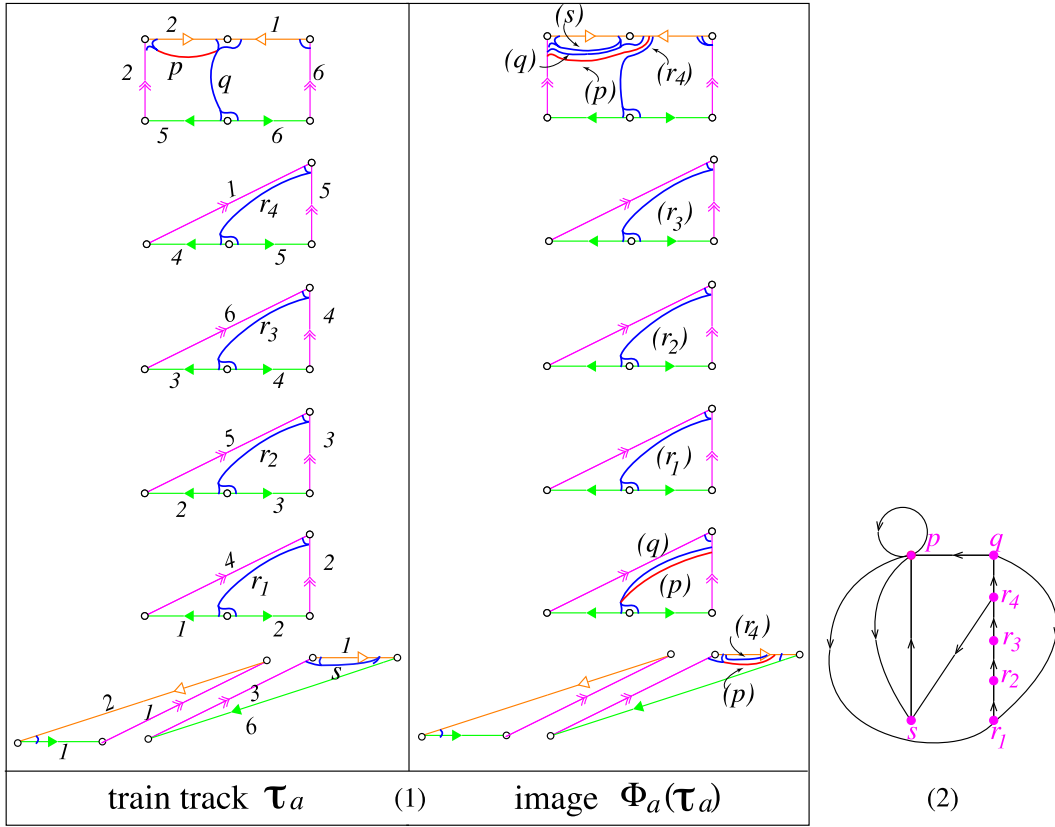 2 1 (s)
2 p q 6 (q) (p) (r4)
5 6
1 r4 5 (r3)
4 5
6 r3 4 (r2)
3 4
5 r2 3 (r1)
2 3
4 r1 2 (q) (p)
1 2
1 s (r4) (p)
2 1 3 6
1
p q
r4
r3
r2
s r1
train track τa (1) image Φa(τa) (2)